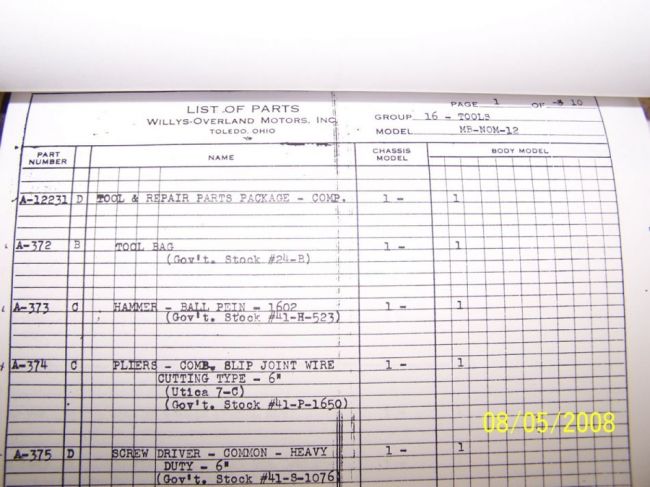 LIST OF PARTS
WILLYS-OVERLAND MOTORS, INC.
TOLEDO, OHIO
PAGE 1 OF 10
GROUP 16 - TOOLS
MODEL MB-NOM-12
PART NUMBER NAME CHASSIS MODEL BODY MODEL
A-12231 D TOOL & REPAIR PARTS PACKAGE - COMP. 1 - 1
A-372 B TOOL BAG 1 - 1
(Gov't. Stock #24-B)
A-373 C HAMMER - BALL PEIN - 1602 1 - 1
(Gov't. Stock #41-H-523)
A-374 C PLIERS - COMB. SLIP JOINT WIRE 1 - 1
CUTTING TYPE - 6"
(Utica 7-C)
(Gov't. Stock #41-P-1650)
08/05/2008
A-375 D SCREW DRIVER - COMMON - HEAVY 1 - 1
DUTY - 6"
(Gov't. Stock #41-S-1076